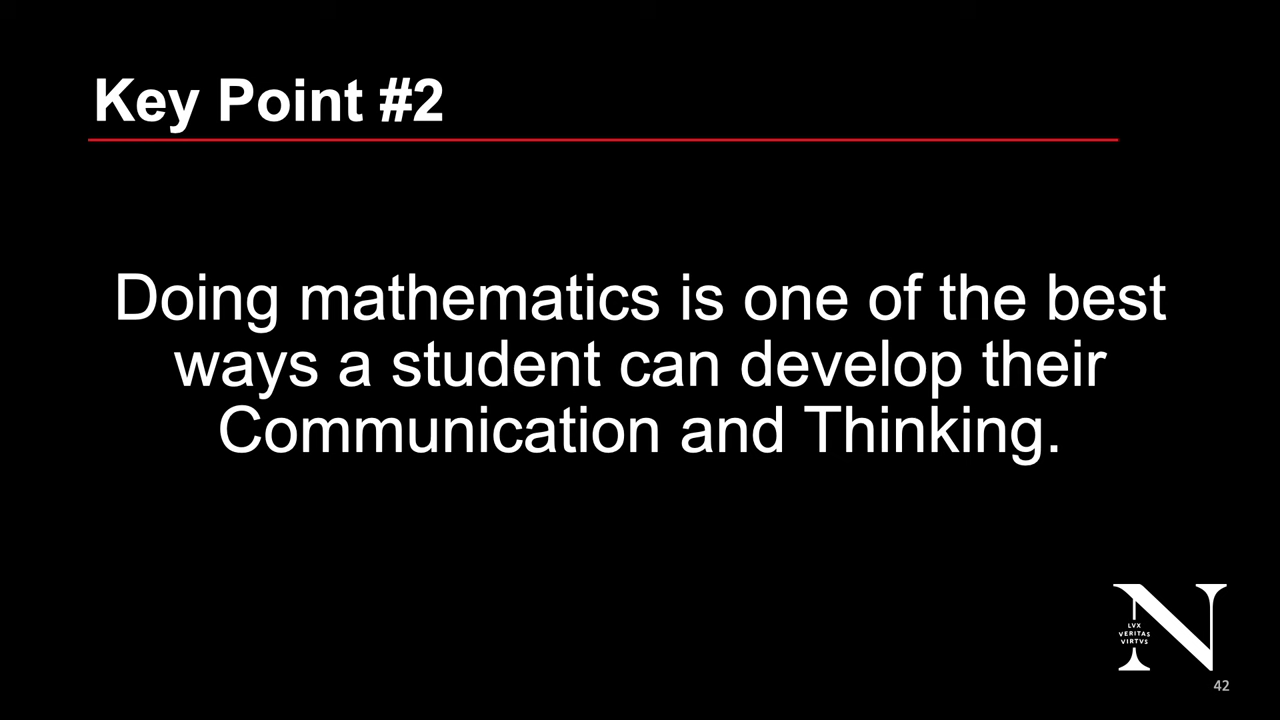 Key Point #2
Doing mathematics is one of the best
ways a student can develop their
Communication and Thinking.
LVX
VERITAS
VIRTVS
42